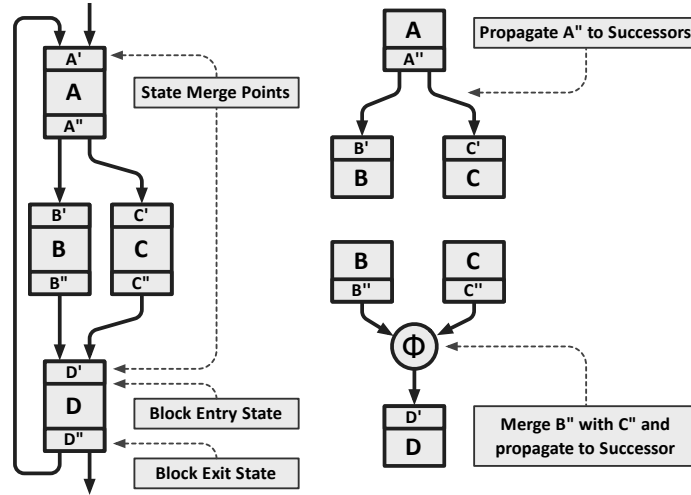 A'
A
A"
State Merge Points
B'
B
B"
C'
C
C"
D'
D
D"
Block Entry State
Block Exit State
A
A''
Propagate A" to Successors
B'
B
C'
C
B
B''
C
C''
Φ
D'
D
Merge B" with C" and
propagate to Successor